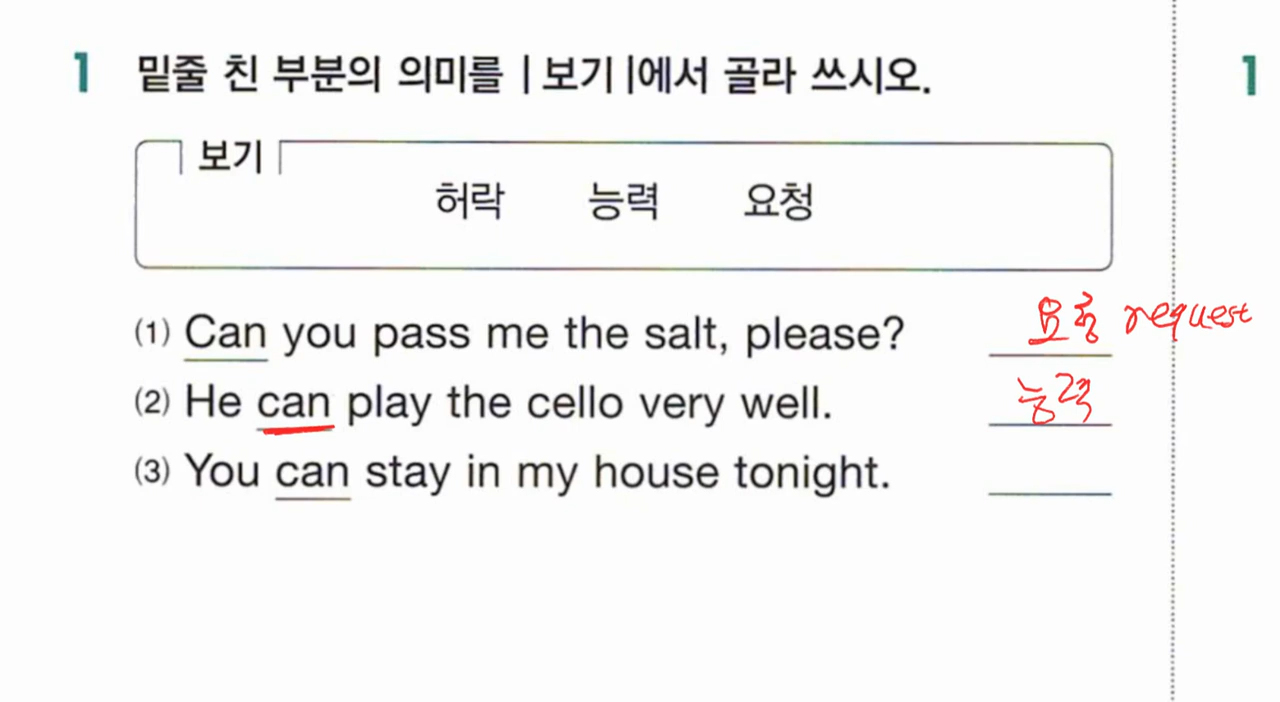 1 밑줄 친 부분의 의미를 | 보기 |에서 골라 쓰시오.
1
보기
허락 능력 요청
(1) Can you pass me the salt, please? 요청 request
(2) He can play the cello very well. 능력
(3) You can stay in my house tonight.